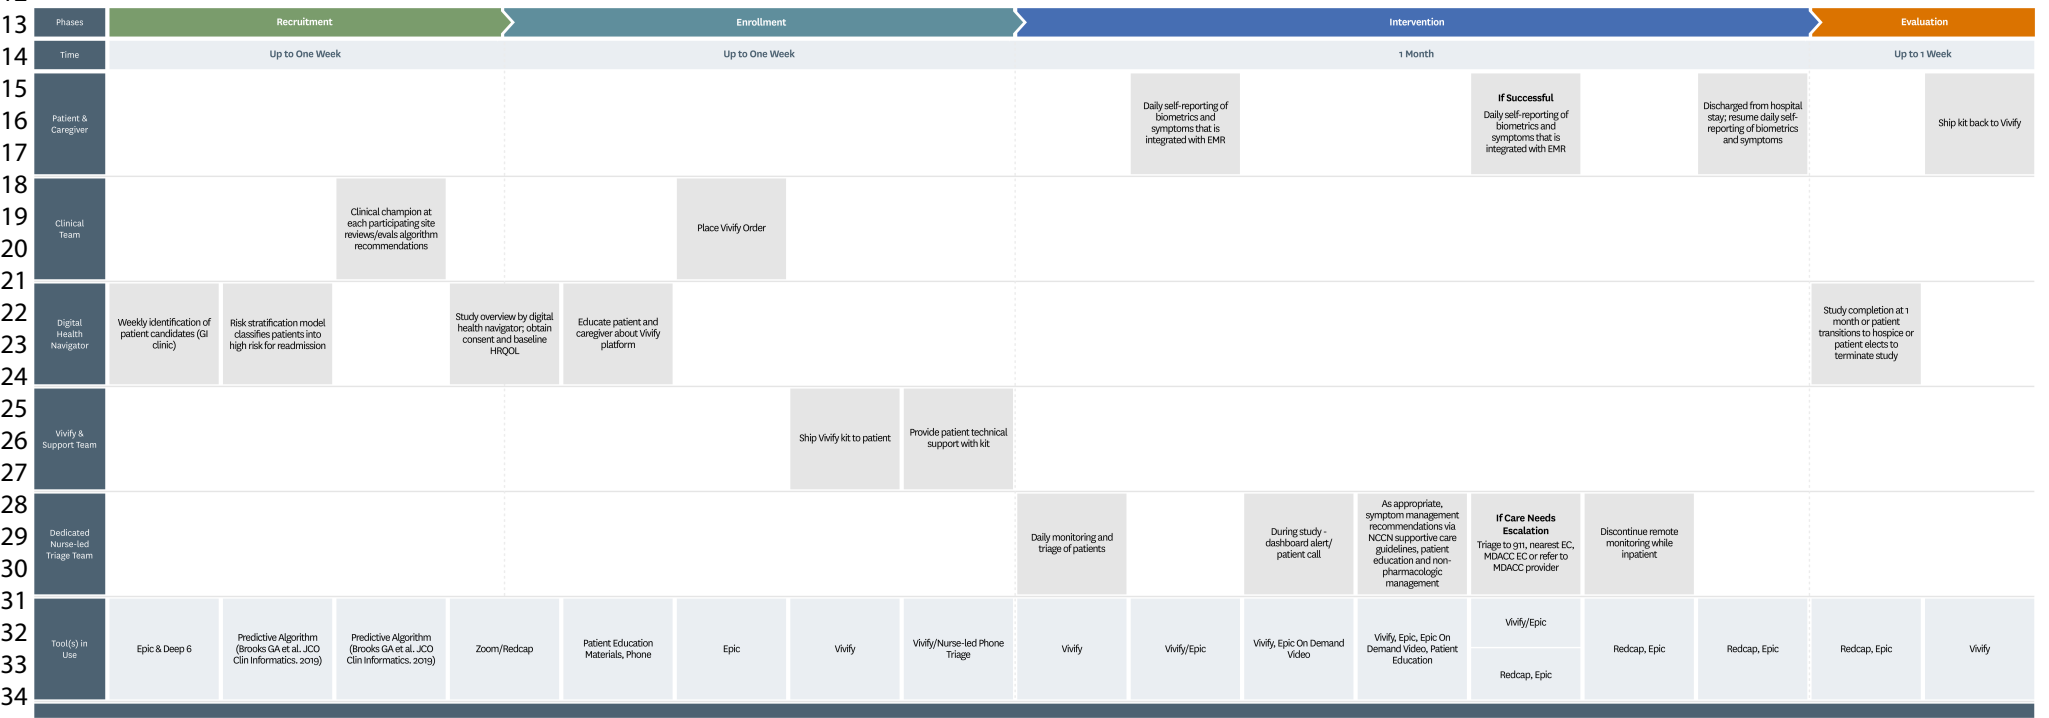 13
Phases
Recruitment
Enrollment
Intervention
Evaluation
14
Time
Up to One Week
Up to One Week
1 Month
Up to 1 Week
15
16
17
Patient &
Caregiver
Daily self-reporting of
biometrics and
symptoms that is
integrated with EMR
If Successful
Daily self-reporting of
biometrics and
symptoms that is
integrated with EMR
Discharged from hospital
stay; resume daily self-
reporting of biometrics
and symptoms
Ship kit back to Vivify
18
19
20
Clinical
Team
Clinical champion at
each participating site
reviews/evals algorithm
recommendations
Place Vivify Order
21
22
23
24
Digital
Health
Navigator
Weekly identification of
patient candidates (GI
clinic)
Risk stratification model
classifies patients into
high risk for readmission
Study overview by digital
health navigator; obtain
consent and baseline
HRQOL
Educate patient and
caregiver about Vivify
platform
Study completion at 1
month or patient
transitions to hospice or
patient elects to
terminate study
25
26
27
Vivify &
Support Team
Ship Vivify kit to patient
Provide patient technical
support with kit
28
29
30
Dedicated
Nurse-led
Triage Team
Daily monitoring and
triage of patients
During study -
dashboard alert/
patient call
As appropriate,
symptom management
recommendations via
NCCN supportive care
guidelines, patient
education and non-
pharmacologic
management
If Care Needs
Escalation
Triage to 911, nearest EC,
MDACC EC or refer to
MDACC provider
Discontinue remote
monitoring while
inpatient
31
32
33
34
Tool(s) in
Use
Epic & Deep 6
Predictive Algorithm
(Brooks GA et al. JCO
Clin Informatics. 2019)
Predictive Algorithm
(Brooks GA et al. JCO
Clin Informatics. 2019)
Zoom/Redcap
Patient Education
Materials, Phone
Epic
Vivify
Vivify/Nurse-led Phone
Triage
Vivify
Vivify/Epic
Vivify, Epic On Demand
Video
Vivify, Epic, Epic On
Demand Video, Patient
Education
Vivify/Epic
Redcap, Epic
Redcap, Epic
Redcap, Epic
Redcap, Epic
Vivify